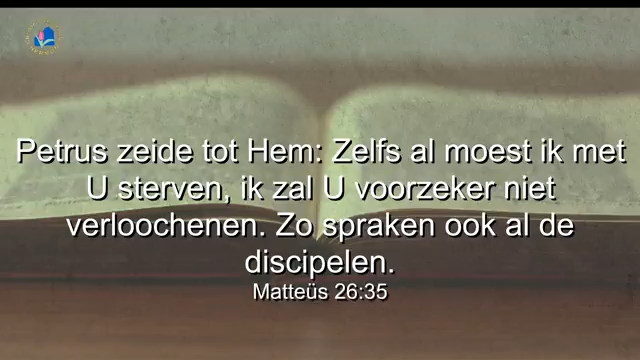 Petrus zeide tot Hem: Zelfs al moest ik met
U sterven, ik zal U voorzeker niet
verloochenen. Zo spraken ook al de
discipelen.
Matteüs 26:35